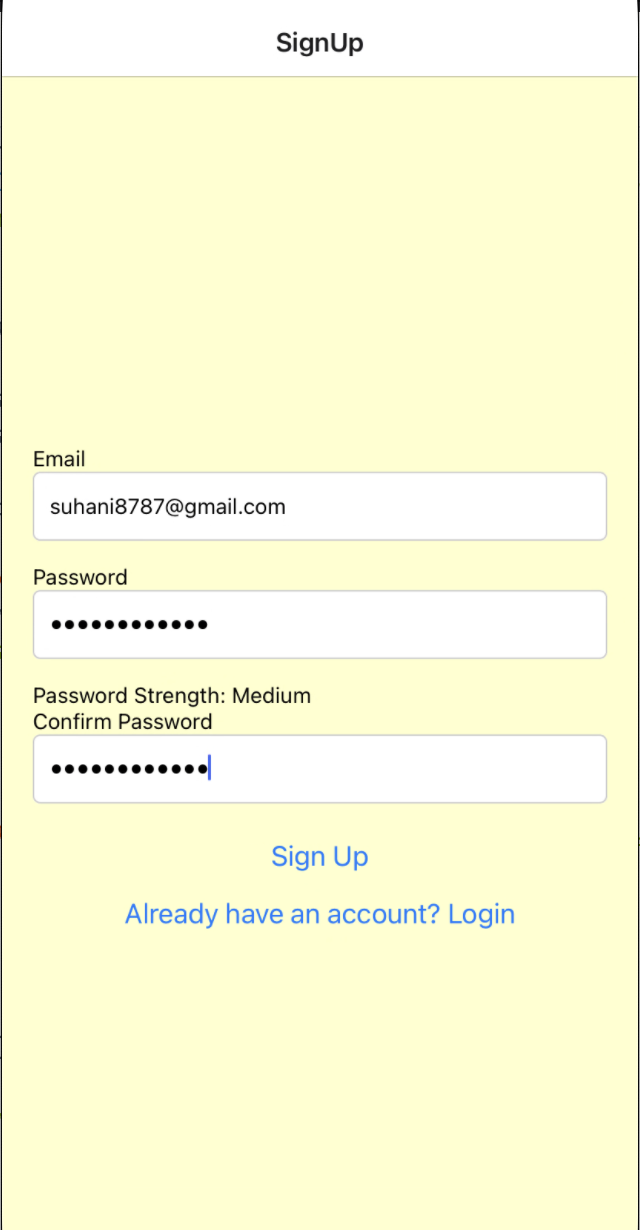 SignUp
Email
suhani8787@gmail.com
Password
••••••••••••
Password Strength: Medium
Confirm Password
••••••••••••
Sign Up
Already have an account? Login